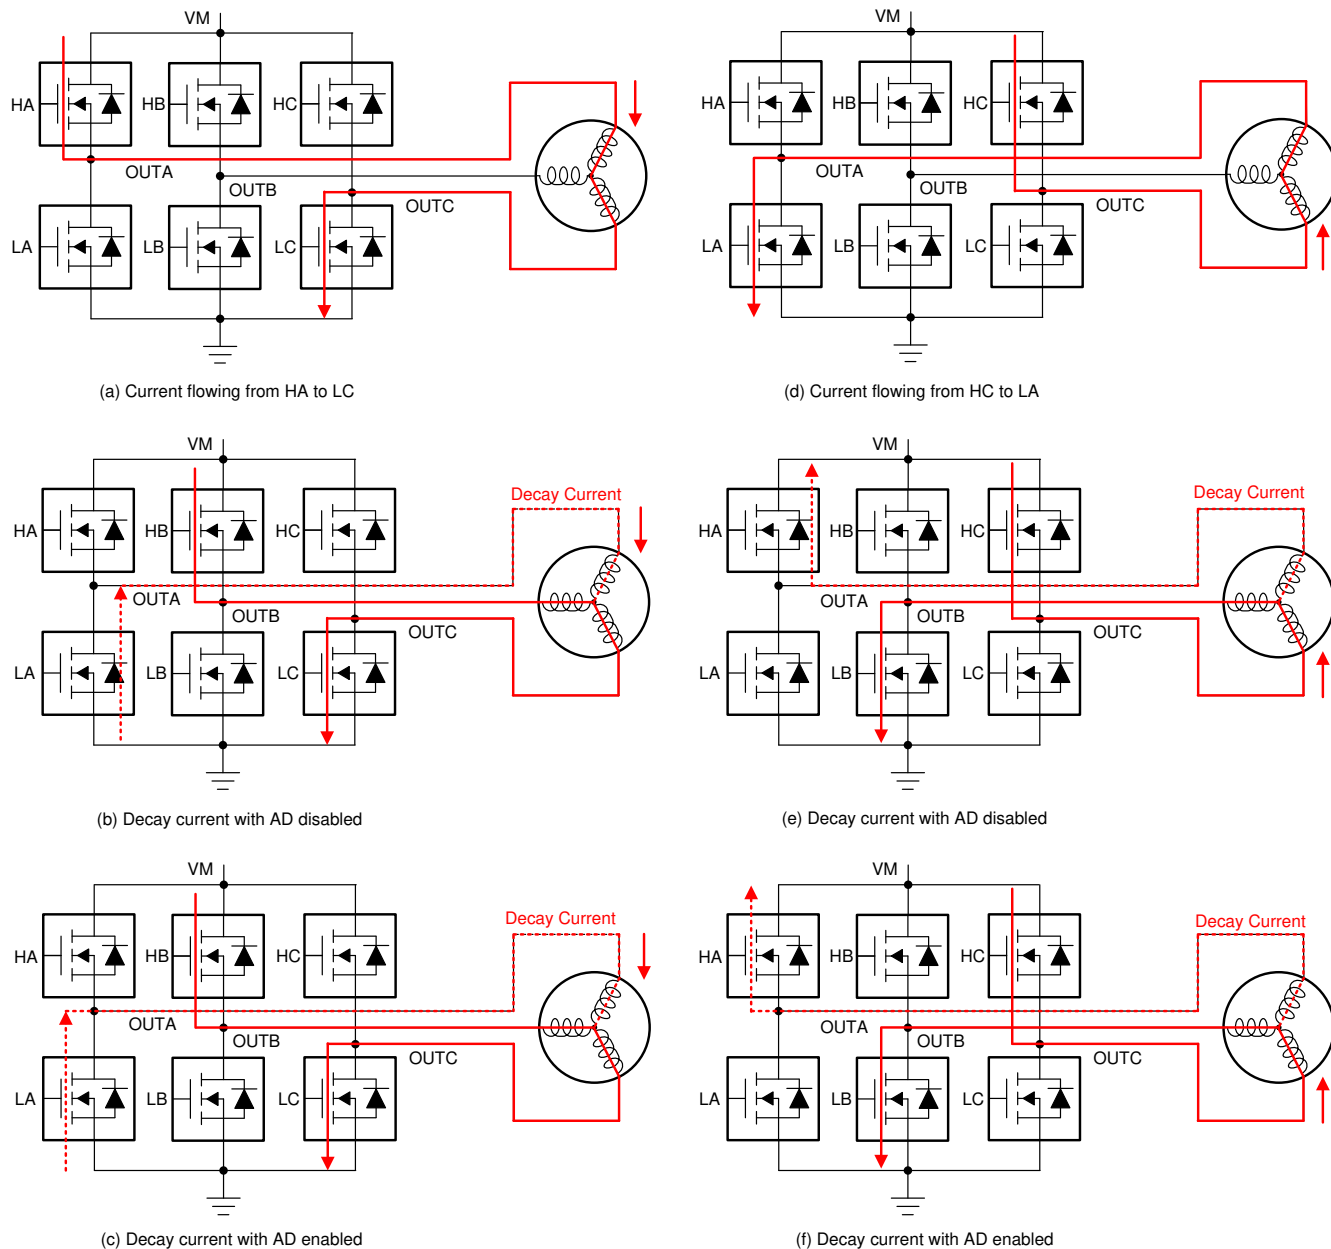 VM
HA
HB
HC
OUTA
OUTB
OUTC
LA
LB
LC
(a) Current flowing from HA to LC
VM
HA
HB
HC
OUTA
OUTB
OUTC
LA
LB
LC
(d) Current flowing from HC to LA
VM
Decay Current
HA
HB
HC
OUTA
OUTB
OUTC
LA
LB
LC
(b) Decay current with AD disabled
VM
Decay Current
HA
HB
HC
OUTA
OUTB
OUTC
LA
LB
LC
(e) Decay current with AD disabled
VM
Decay Current
HA
HB
HC
OUTA
OUTB
OUTC
LA
LB
LC
(c) Decay current with AD enabled
VM
Decay Current
HA
HB
HC
OUTA
OUTB
OUTC
LA
LB
LC
(f) Decay current with AD enabled